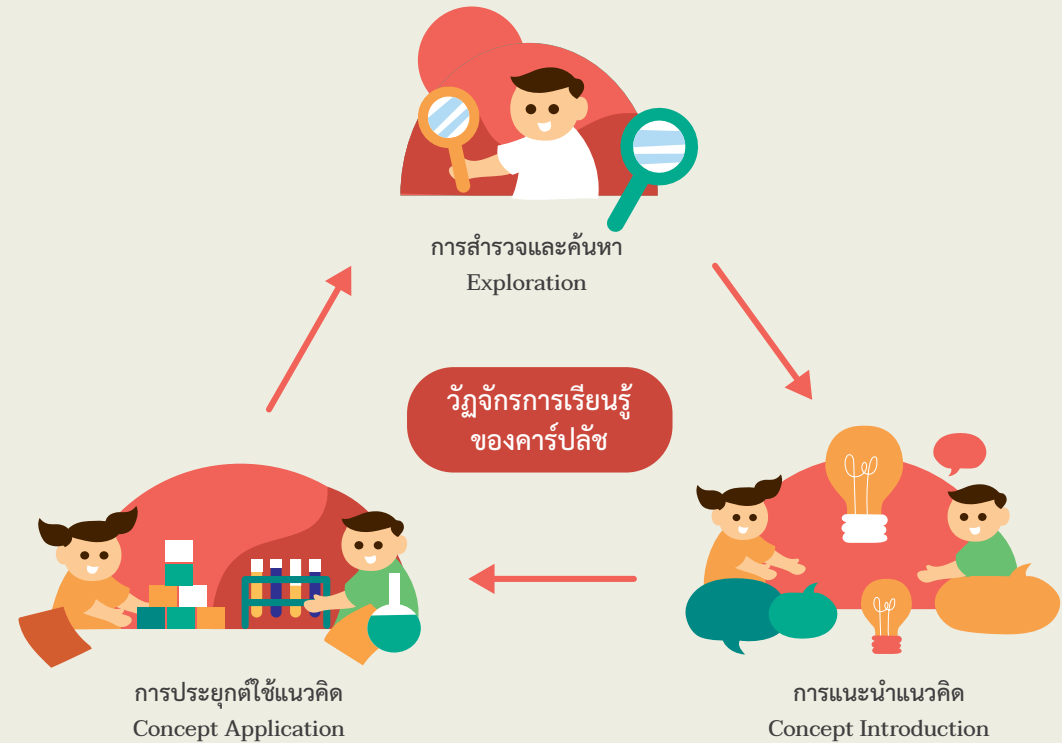 การสำรวจและค้นหา
Exploration
วัฏจักรการเรียนรู้
ของคาร์ปลัช
การประยุกต์ใช้แนวคิด
Concept Application
การแนะนำแนวคิด
Concept Introduction